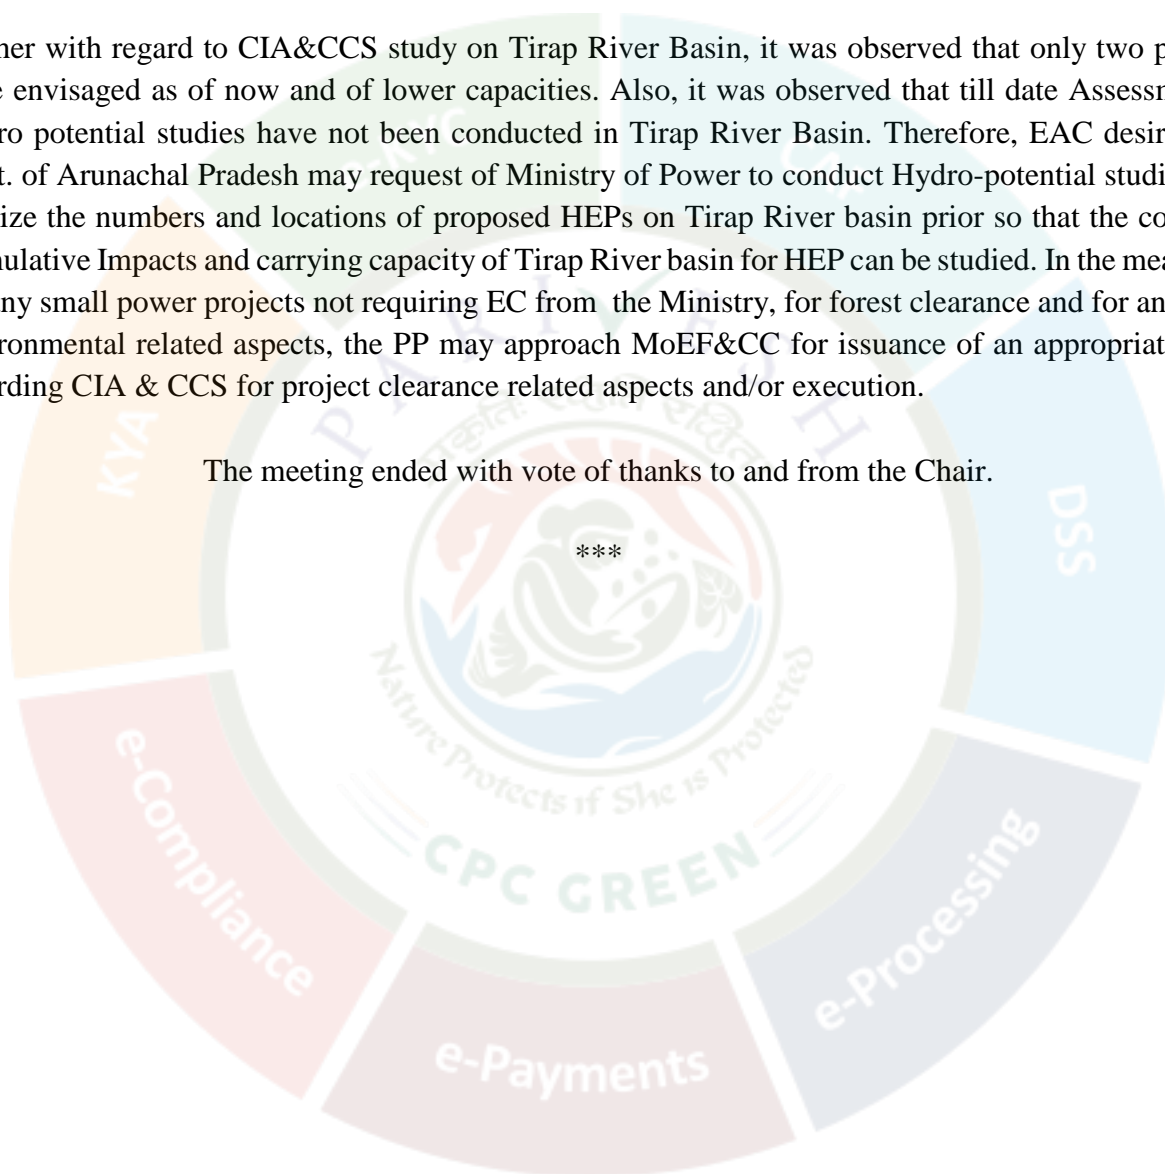 ner with regard to CIA&CCS study on Tirap River Basin, it was observed that only two p
e envisaged as of now and of lower capacities. Also, it was observed that till date Assessm
ro potential studies have not been conducted in Tirap River Basin. Therefore, EAC desir
t. of Arunachal Pradesh may request of Ministry of Power to conduct Hydro-potential studi
ize the numbers and locations of proposed HEPs on Tirap River basin prior so that the co
nulative Impacts and carrying capacity of Tirap River basin for HEP can be studied. In the mea
any small power projects not requiring EC from the Ministry, for forest clearance and for an
ronmental related aspects, the PP may approach MoEF&CC for issuance of an appropriat
arding CIA & CCS for project clearance related aspects and/or execution.
The meeting ended with vote of thanks to and from the Chair.
***
PARIVESH
KYA
DSS
Nature Protects if She is Protected
CPC GREEN
e-Compliance
e-Processing
e-Payments